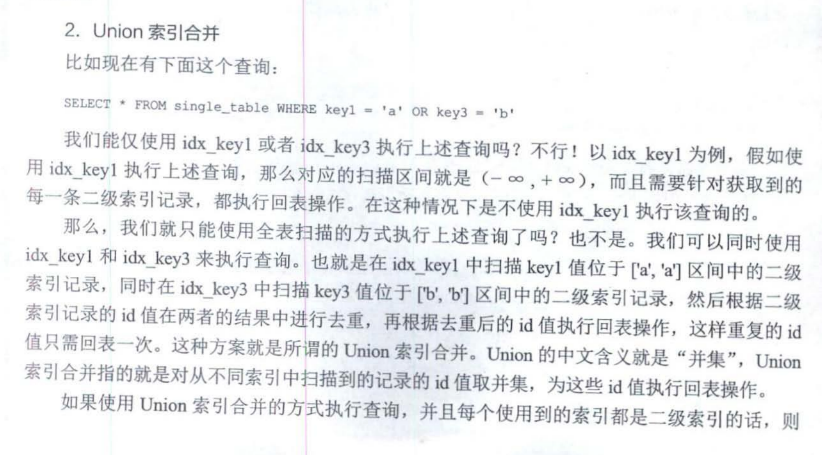 2. Union 索引合并
比如现在有下面这个查询：
SELECT * FROM single_table WHERE key1 = 'a' OR key3 = 'b'
我们能仅使用 idx_key1 或者 idx_key3 执行上述查询吗？不行！以 idx_key1 为例，假如使
用 idx_key1 执行上述查询，那么对应的扫描区间就是（-∞,+∞），而且需要针对获取到的
每一条二级索引记录，都执行回表操作。在这种情况下是不使用 idx_key1 执行该查询的。
那么，我们就只能使用全表扫描的方式执行上述查询了吗？也不是。我们可以同时使用
idx_key1 和 idx_key3 来执行查询。也就是在 idx_key1 中扫描 key1 值位于 ['a', 'a'] 区间中的二级
索引记录，同时在 idx_key3 中扫描 key3 值位于 ['b', 'b'] 区间中的二级索引记录，然后根据二级
索引记录的 id 值在两者的结果中进行去重，再根据去重后的 id 值执行回表操作，这样重复的 id
值只需回表一次。这种方案就是所谓的 Union 索引合并。Union 的中文含义就是“并集”，Union
索引合并指的就是对从不同索引中扫描到的记录的 id 值取并集，为这些 id 值执行回表操作。
如果使用 Union 索引合并的方式执行查询，并且每个使用到的索引都是二级索引的话，则